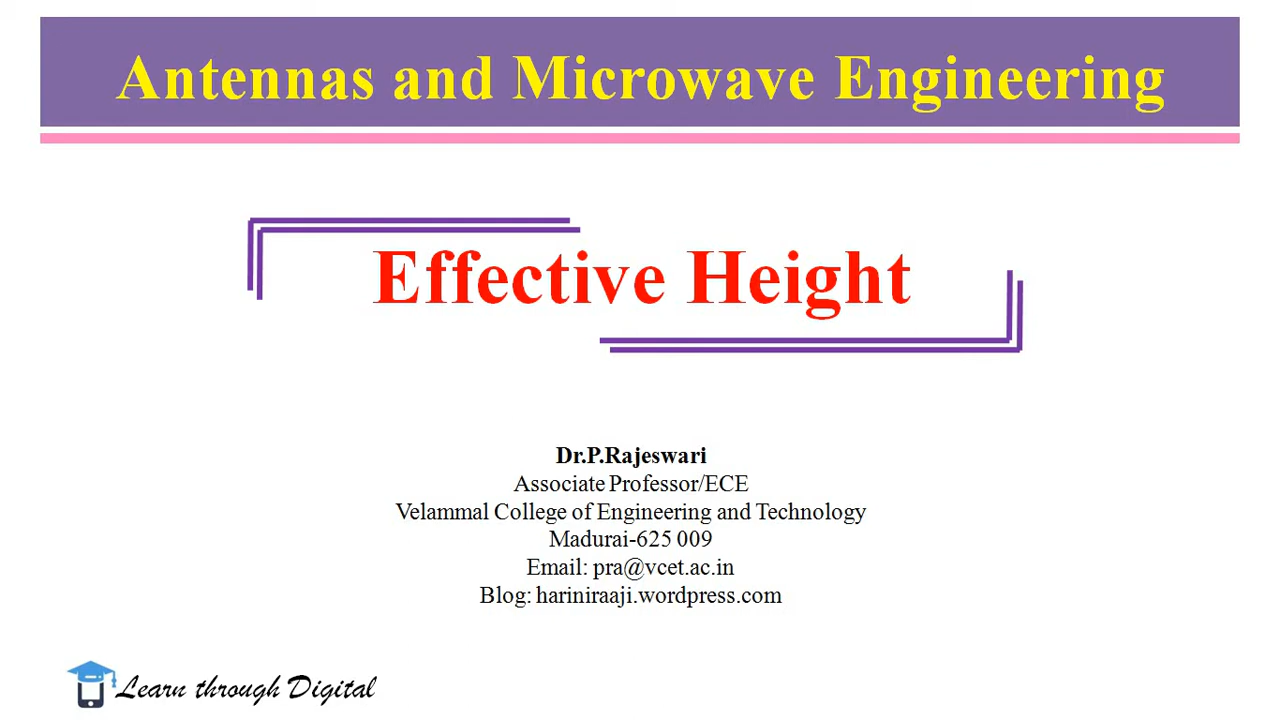 Antennas and Microwave Engineering
Effective Height
Dr.P.Rajeswari
Associate Professor/ECE
Velammal College of Engineering and Technology
Madurai-625 009
Email: pra@vcet.ac.in
Blog: hariniraaji.wordpress.com
Learn through Digital